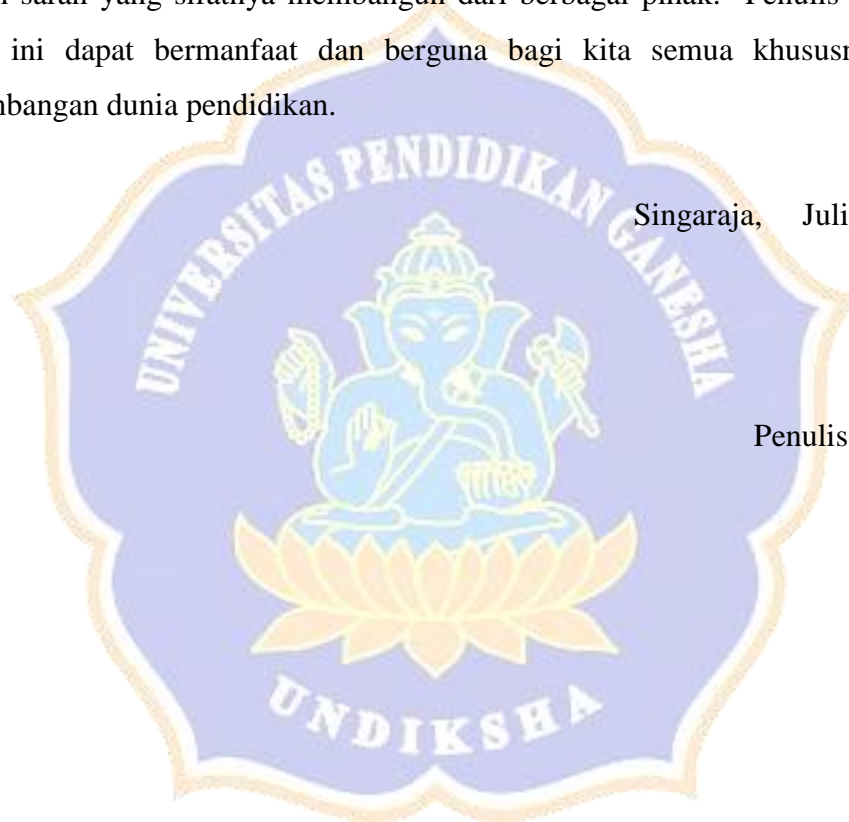 saran yang sifatnya membangun dari berbagai pihak. Penulis
ini dapat bermanfaat dan berguna bagi kita semua
dunia pendidikan.
UNIVERSITAS PENDIDIKAN GANESHA
Singaraja, Juli
Penulis
UNDIKSHA